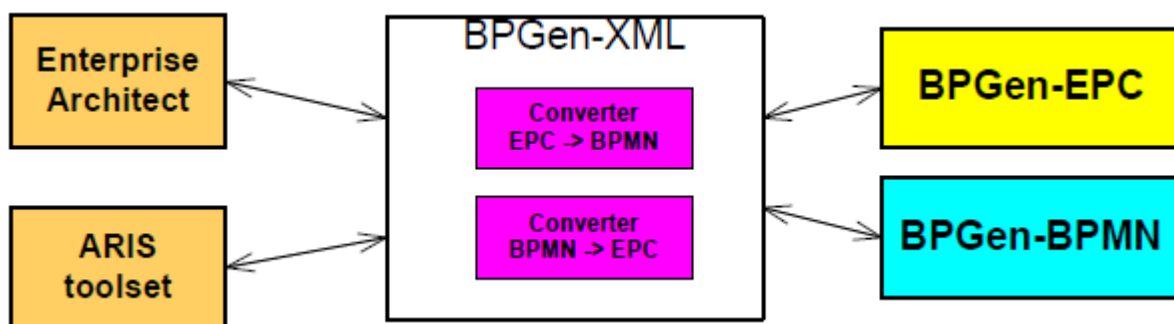 Enterprise
Architect
ARIS
toolset
BPGen-XML
Converter
EPC -> BPMN
Converter
BPMN -> EPC
BPGen-EPC
BPGen-BPMN